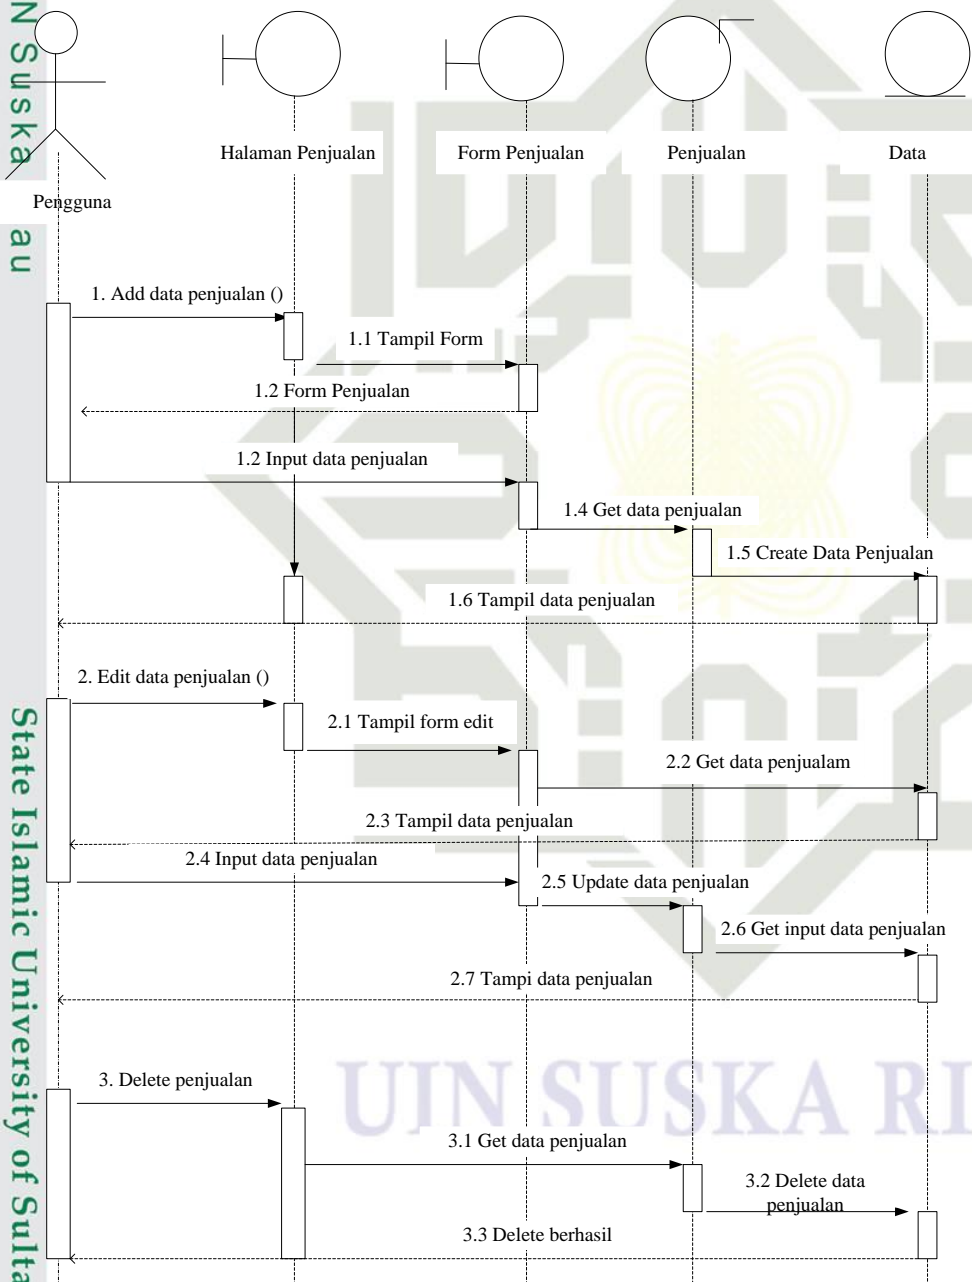 N Suska
au
Halaman Penjualan
Form Penjualan
Penjualan
Data
Pengguna
1. Add data penjualan ()
1.1 Tampil Form
1.2 Form Penjualan
1.2 Input data penjualan
1.4 Get data penjualan
1.5 Create Data Penjualan
1.6 Tampil data penjualan
2. Edit data penjualan ()
2.1 Tampil form edit
2.2 Get data penjualam
2.3 Tampil data penjualan
2.4 Input data penjualan
2.5 Update data penjualan
2.6 Get input data penjualan
2.7 Tampi data penjualan
3. Delete penjualan
3.1 Get data penjualan
3.2 Delete data
penjualan
3.3 Delete berhasil
State Islamic University of Sulta
UIN SUSKA RI